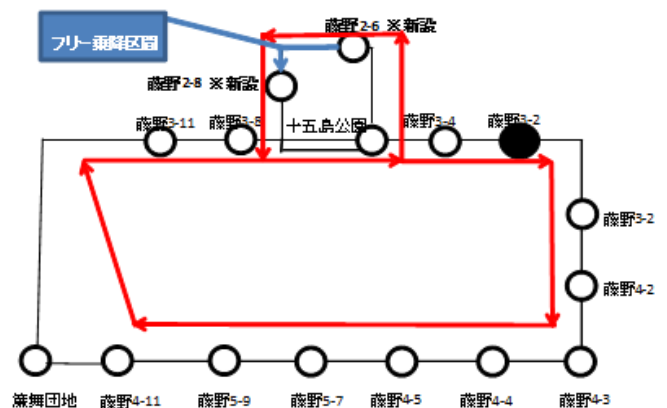 藤野2-6 ※新設
フリー乗降区間
藤野2-8 ※新設
藤野3-11
藤野3-8
十五島公園
藤野3-4
藤野3-2
藤野3-2
藤野4-2
簾舞団地
藤野4-11
藤野5-9
藤野5-7
藤野4-5
藤野4-4
藤野4-3